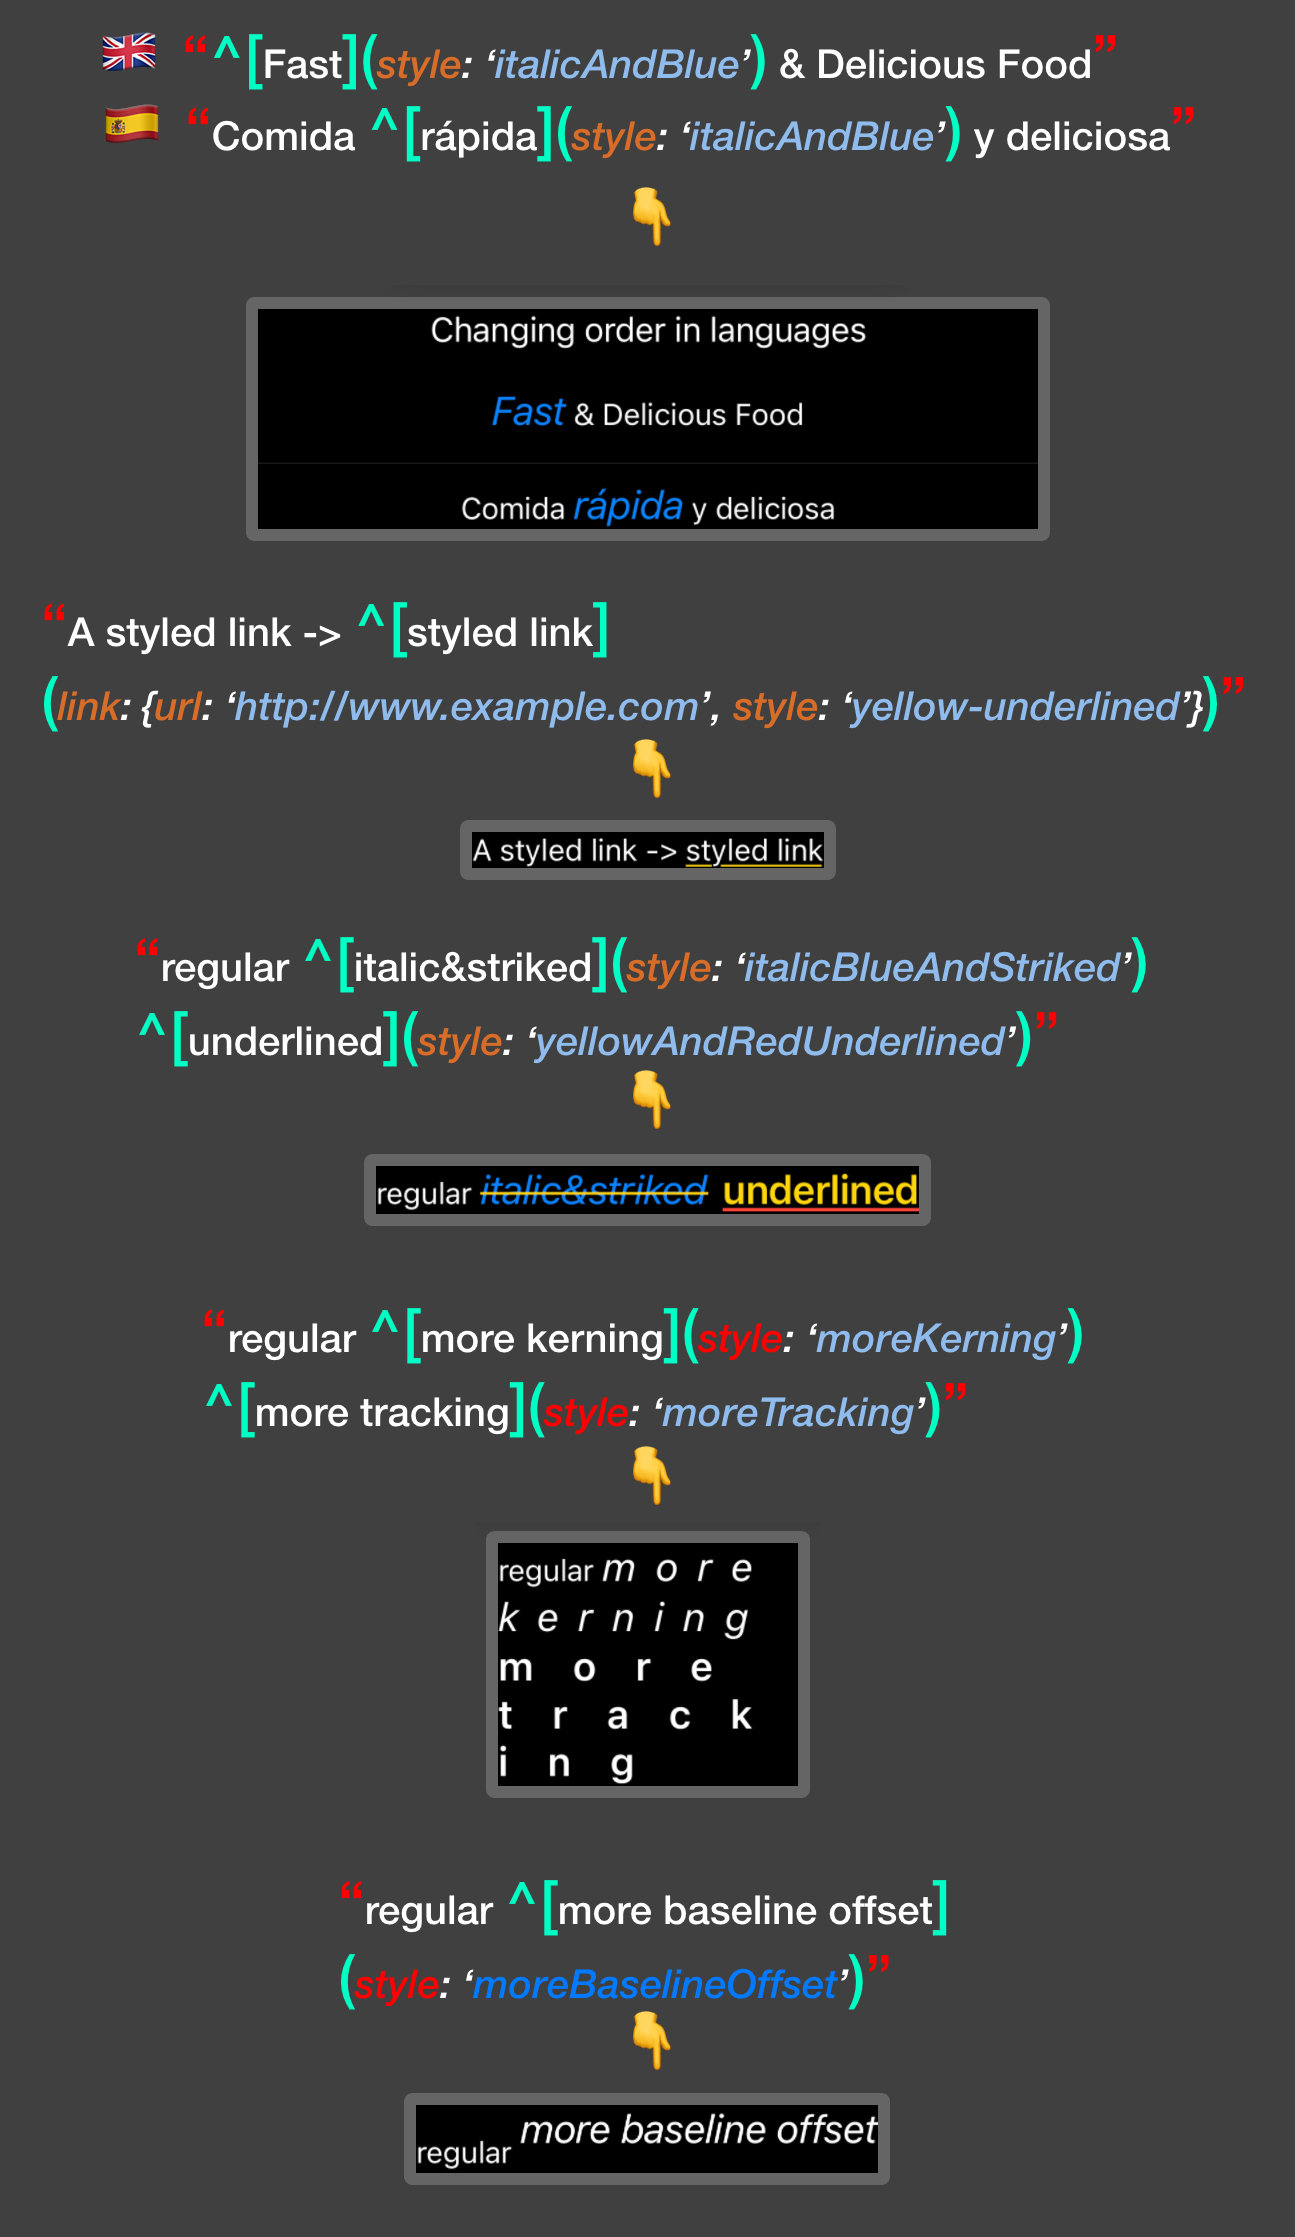 “^[Fast](style: ‘italicAndBlue’) & Delicious Food”
“Comida ^[rápida](style: ‘italicAndBlue’) y deliciosa”
Changing order in languages
Fast & Delicious Food
Comida rápida y deliciosa
“A styled link -> ^[styled link]
(link: {url: ‘http://www.example.com’, style: ‘yellow-underlined’})”
A styled link -> styled link
“regular ^[italic&striked](style: ‘italicBlueAndStriked’)
^[underlined](style: ‘yellowAndRedUnderlined’)”
regular italic&striked underlined
“regular ^[more kerning](style: ‘moreKerning’)
^[more tracking](style: ‘moreTracking’)”
regular m o r e
k e r n i n g
m o r e
t r a c k
i n g
“regular ^[more baseline offset]
(style: ‘moreBaselineOffset’)”
regular more baseline offset